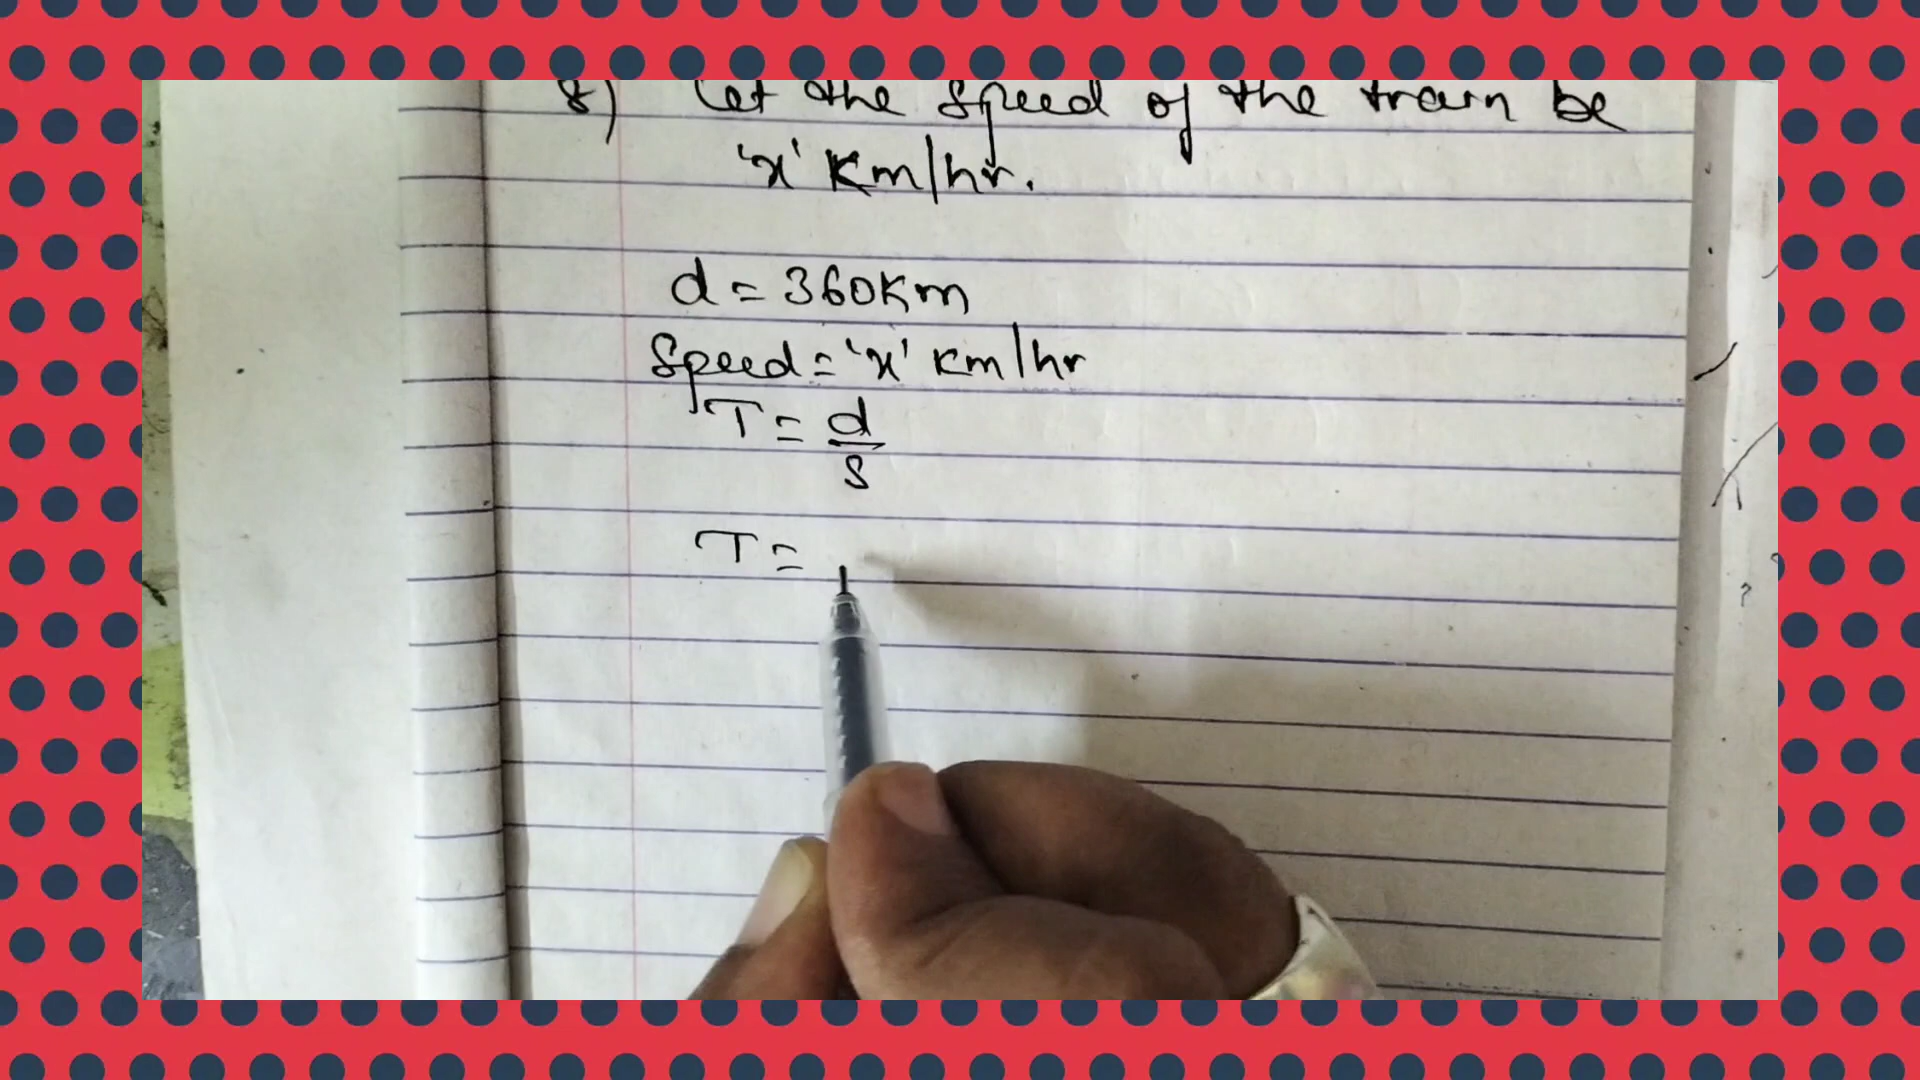 8) Let the speed of the train be
'x' Km/hr.
d = 360Km
Speed = 'x' Km/hr
T = d/s
T =